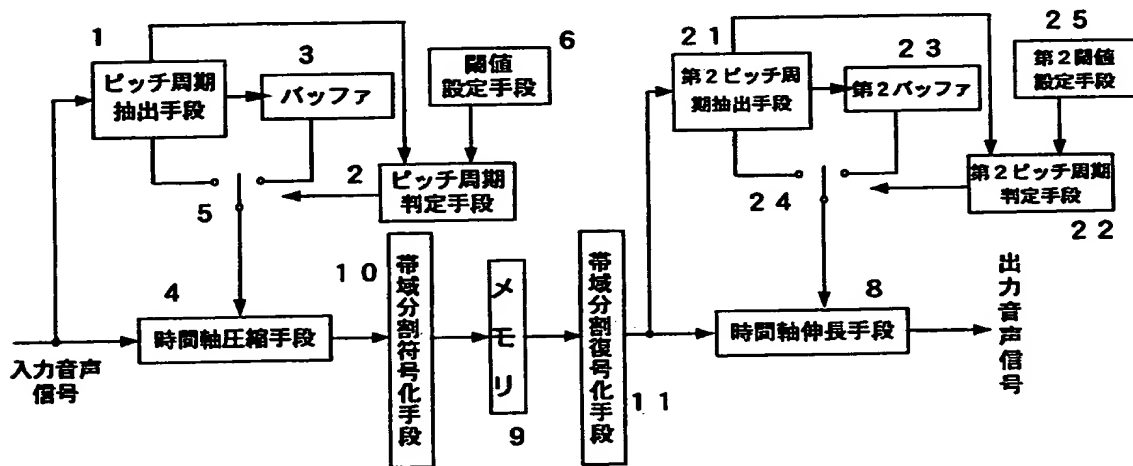 1
ピッチ周期
抽出手段
3
バッファ
6
閾値
設定手段
2
ピッチ周期
判定手段
5
4
時間軸圧縮手段
入力音声
信号
10
帯域分割符号化手段
メモリ
9
帯域分割復号化手段
11
21
第2ピッチ周
期抽出手段
23
第2バッファ
25
第2閾値
設定手段
24
第2ピッチ周期
判定手段
22
8
時間軸伸長手段
出力音声信号